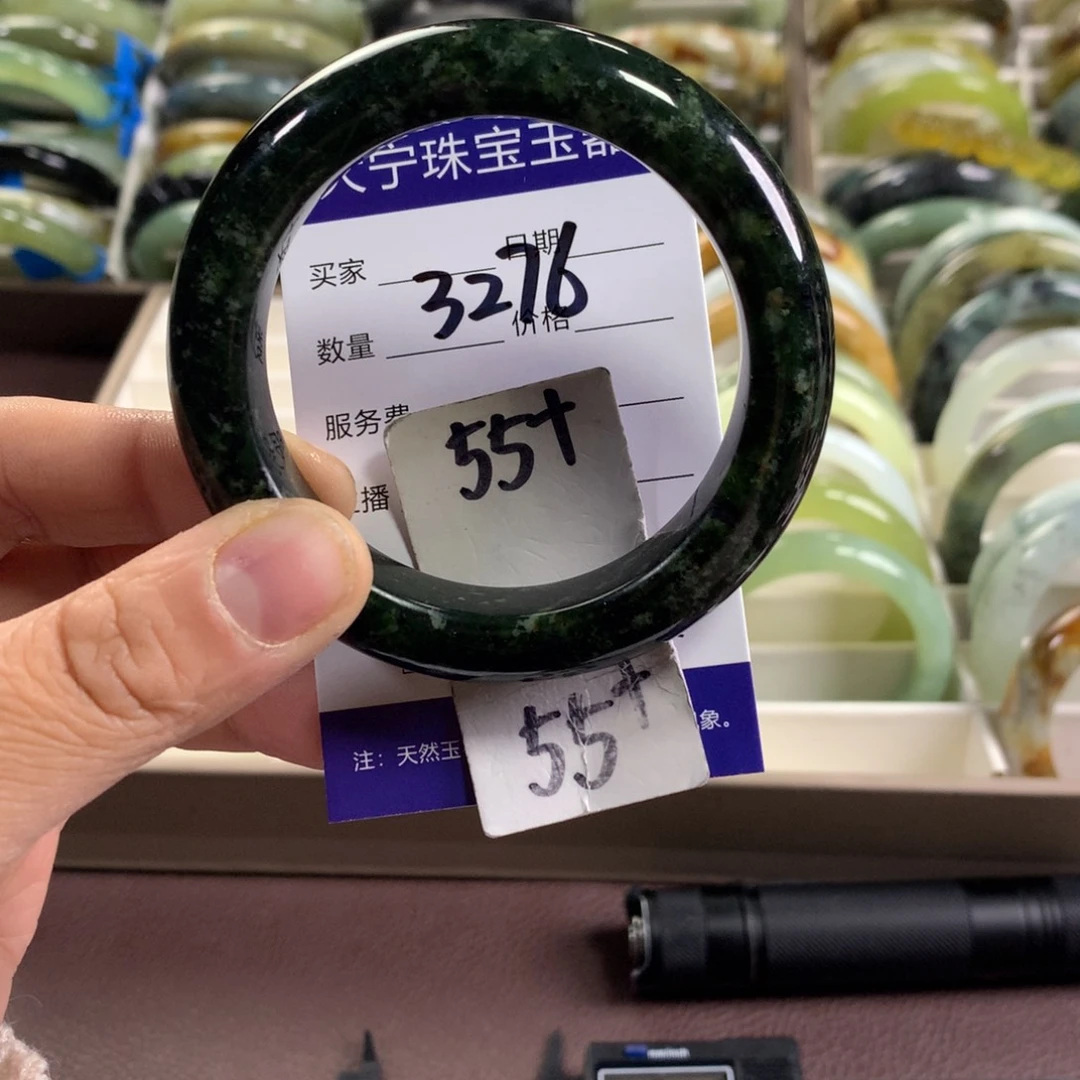 宁珠宝玉器
买家 日期
3276
数量 价格
服务费
播
55+
55+
注：天然玉 象。